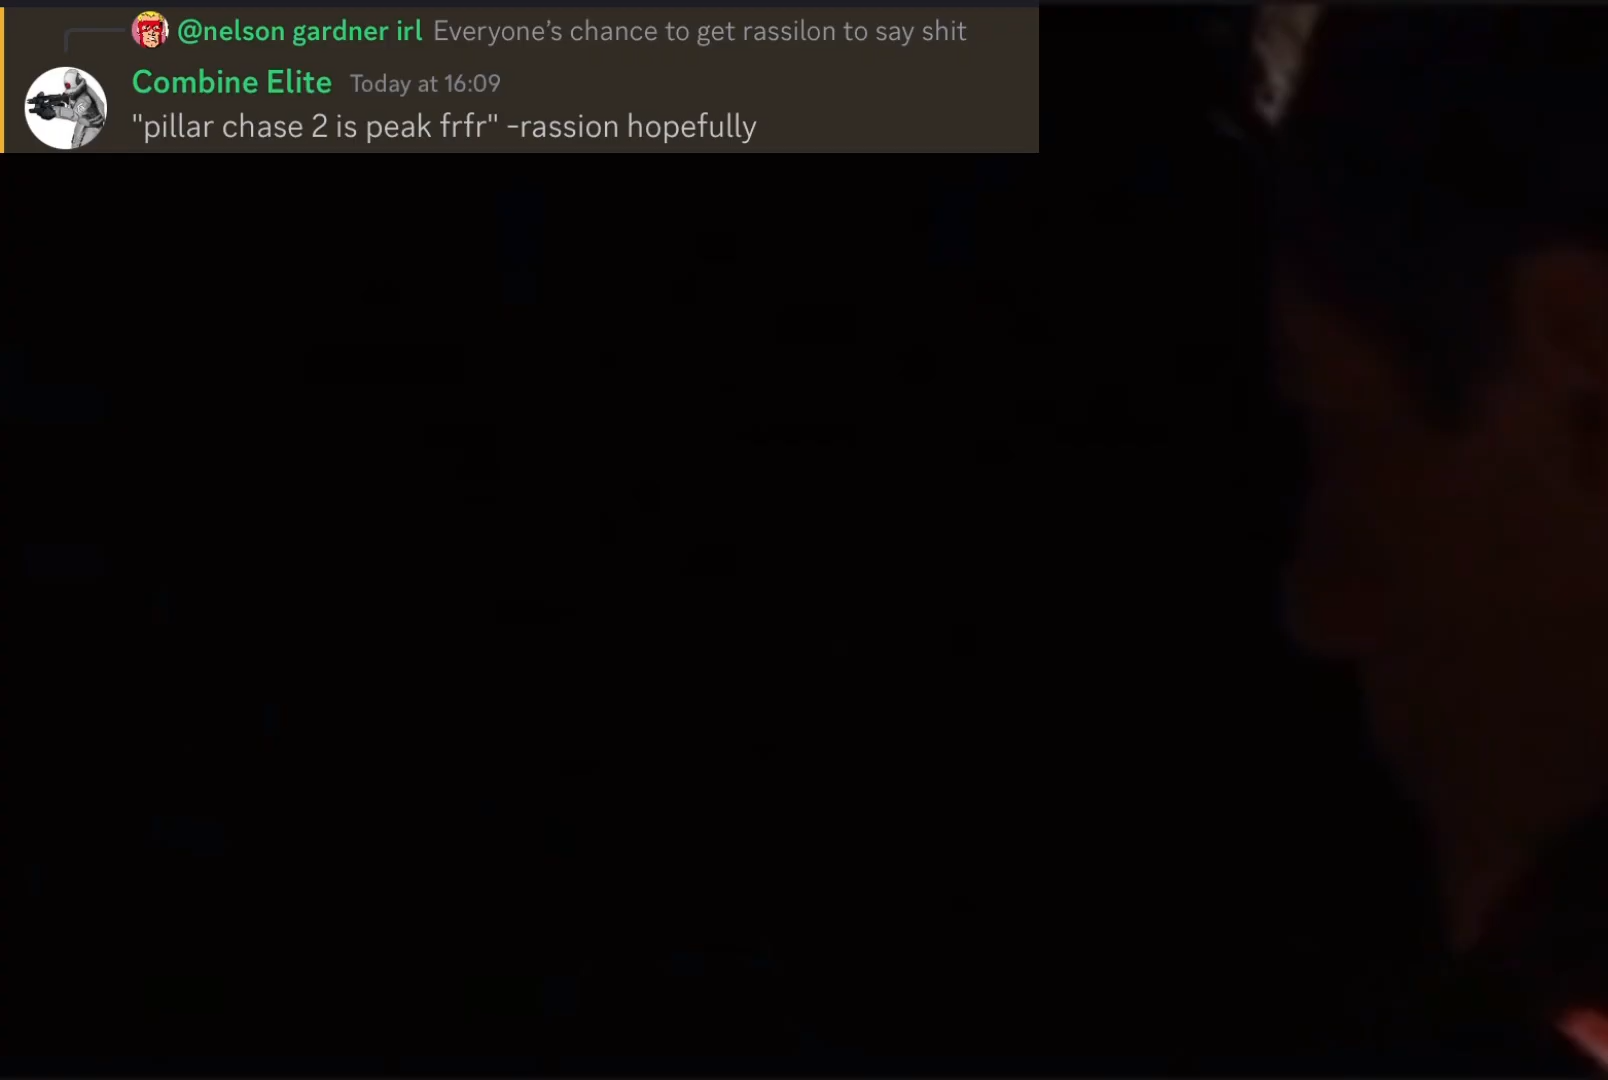 @nelson gardner irl Everyone’s chance to get rassilon to say shit
Combine Elite Today at 16:09
"pillar chase 2 is peak frfr" -rassion hopefully